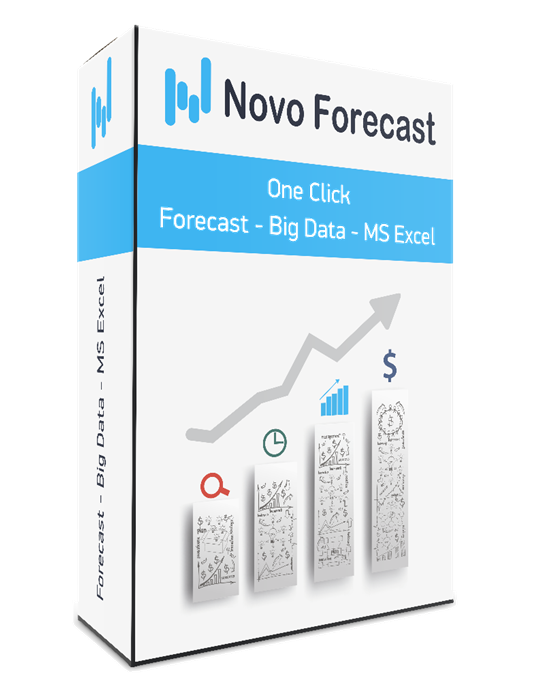 Novo Forecast
One Click
Forecast - Big Data - MS Excel
Forecast - Big Data - MS Excel
$